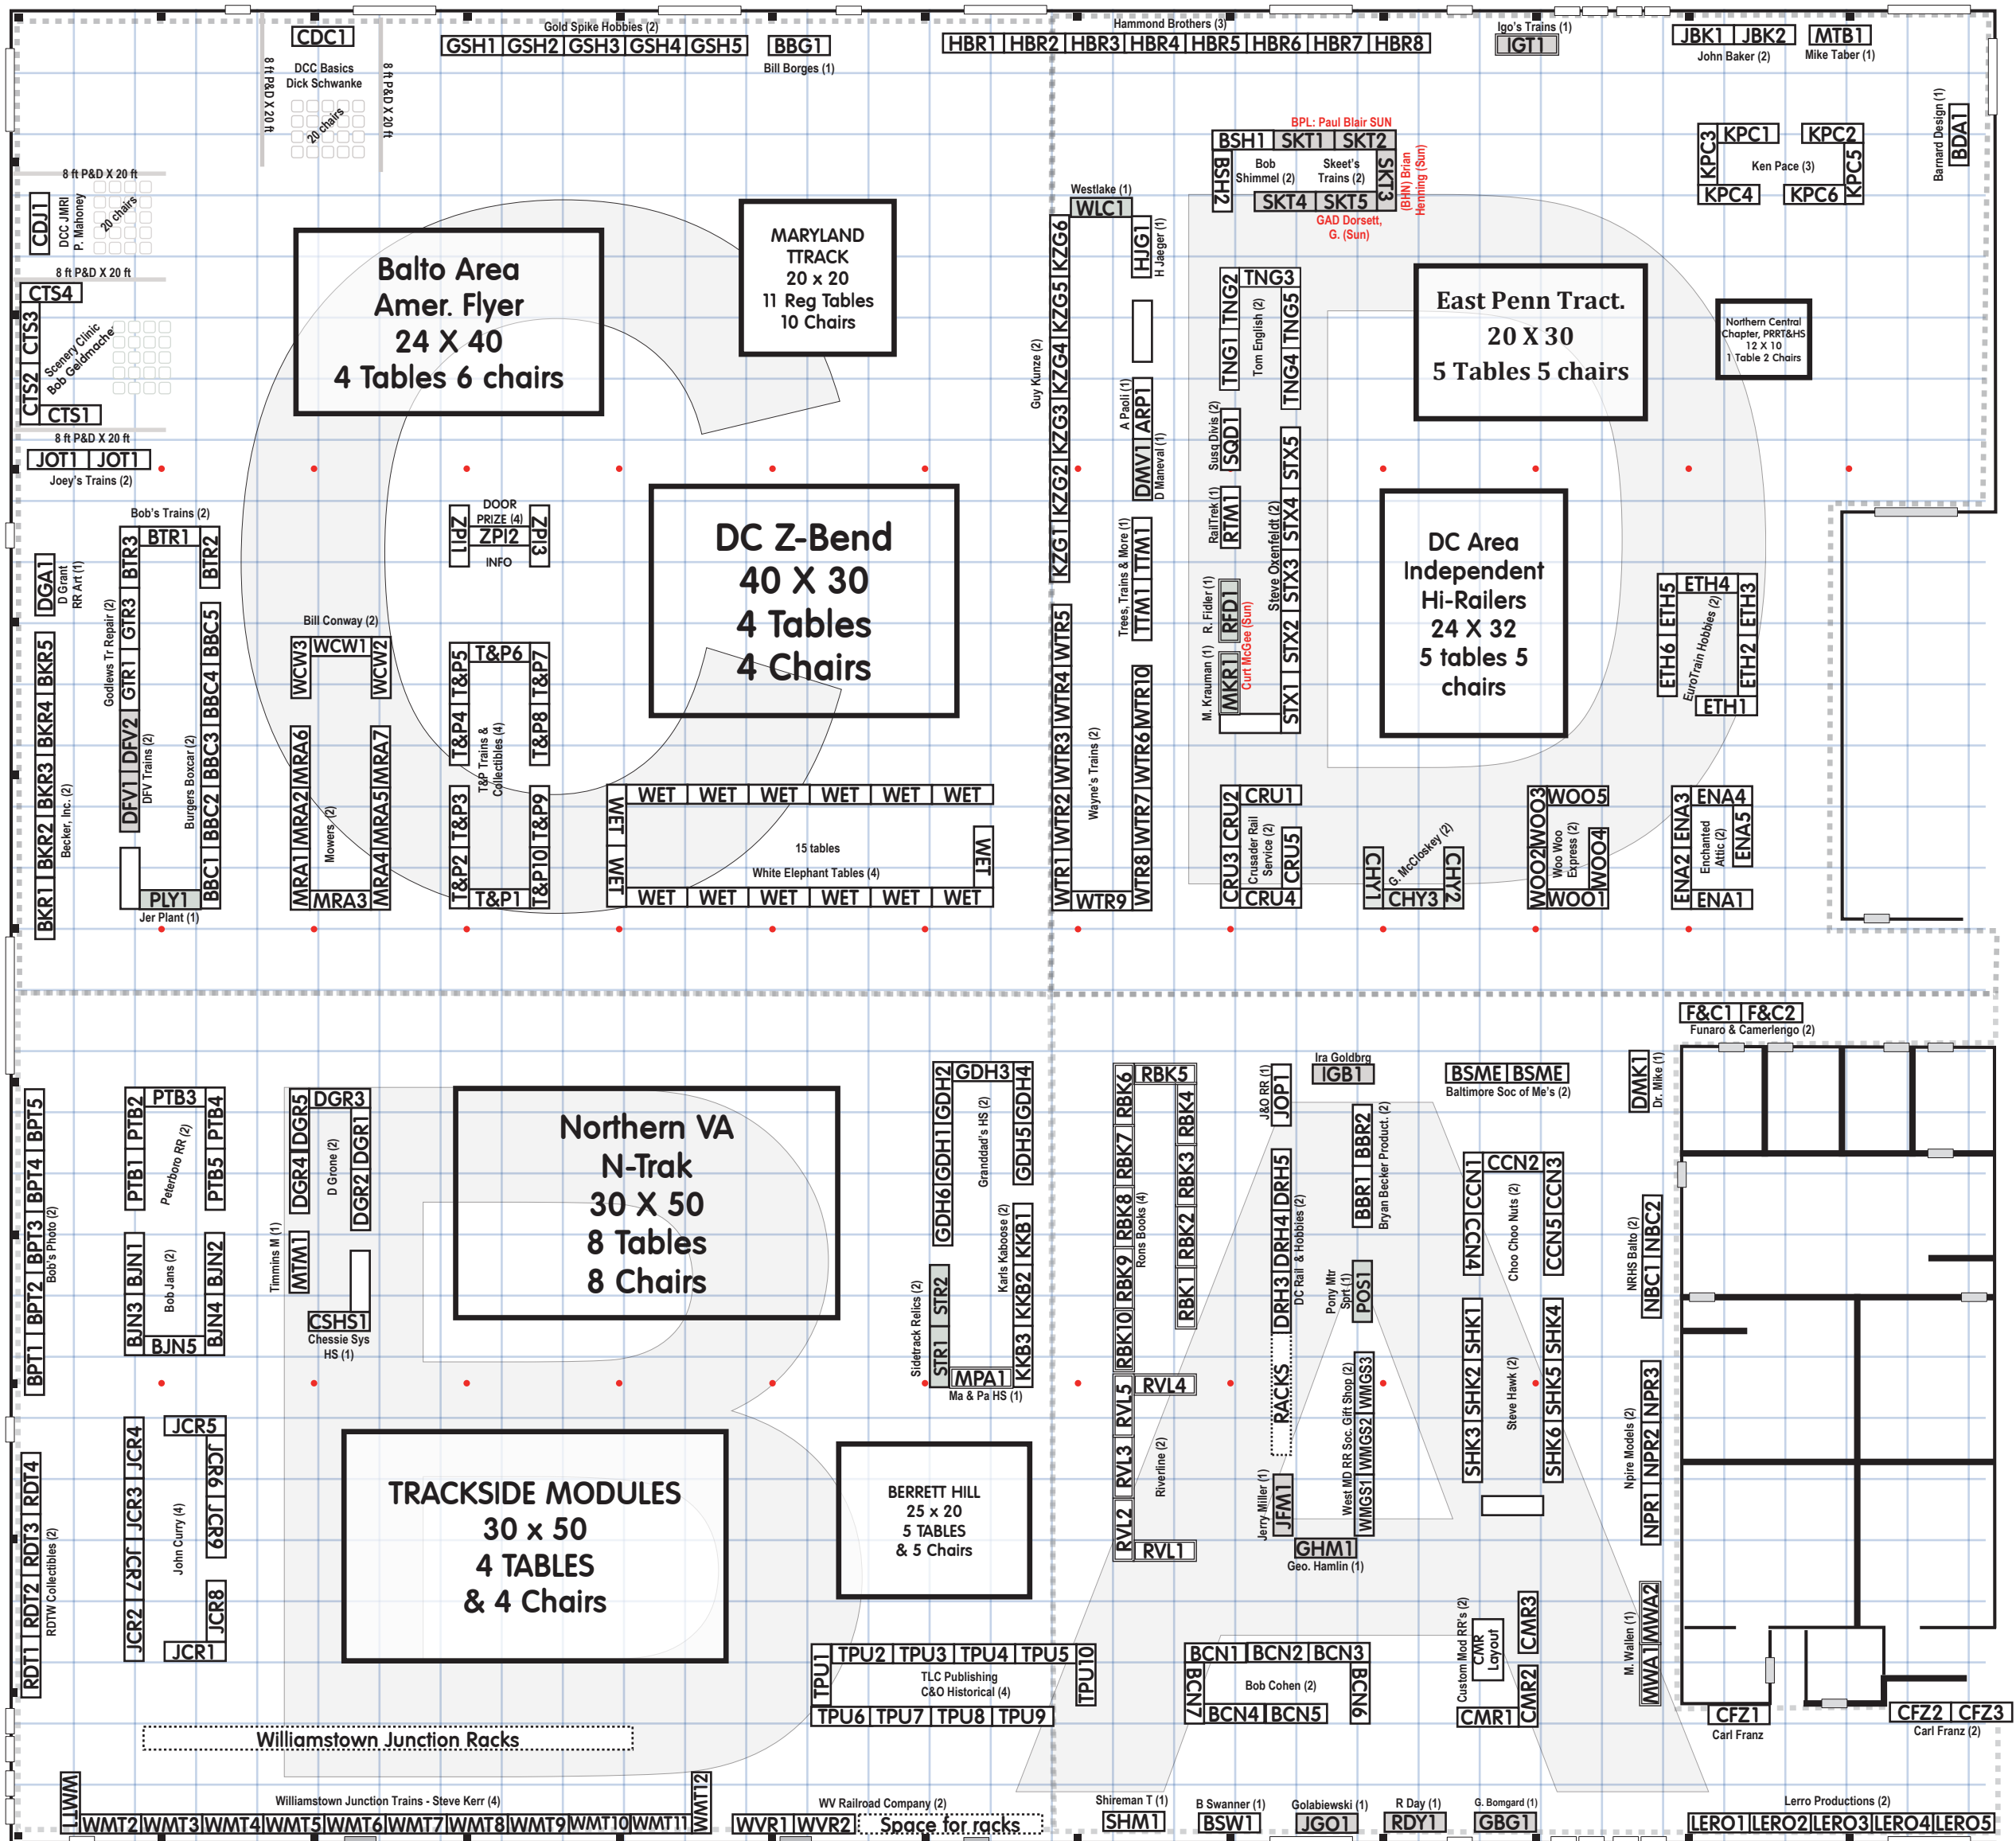 CDC1
DCC Basics
Dick Schwanke
20 chairs
8 ft P&D X 20 ft
8 ft P&D X 20 ft
Gold Spike Hobbies (2)
GSH1 GSH2 GSH3 GSH4 GSH5
BBG1
Bill Borges (1)
Hammond Brothers (3)
HBR1 HBR2 HBR3 HBR4 HBR5 HBR6 HBR7 HBR8
Igo's Trains (1)
IGT1
JBK1 JBK2
John Baker (2)
MTB1
Mike Taber (1)
Barnard Design (1)
BDA1
8 ft P&D X 20 ft
CDJ1
DCC JMRI
P. Mahoney
20 chairs
8 ft P&D X 20 ft
CTS4
CTS2 CTS3
Scenery Clinic
Bob Geldmacher
CTS1
8 ft P&D X 20 ft
JOT1 JOT1
Joey's Trains (2)
Balto Area
Amer. Flyer
24 X 40
4 Tables 6 chairs
MARYLAND
TTRACK
20 x 20
11 Reg Tables
10 Chairs
DC Z-Bend
40 X 30
4 Tables
4 Chairs
DOOR
PRIZE (4)
ZPI1
ZPI2
ZPI3
INFO
Bob's Trains (2)
BTR3
BTR1
BTR2
DGA1
D Grant
RR Art (1)
Godlews Tr Repair (2)
GTR1 GTR3
DFV1 DFV2
DFV Trains (2)
BBC1 BBC2 BBC3 BBC4 BBC5
Burgers Boxcar (2)
PLY1
Jer Plant (1)
BKR1 BKR2 BKR3 BKR4 BKR5
Becker, Inc. (2)
Bill Conway (2)
WCW3
WCW1
WCW2
MRA1 MRA2 MRA6
Mowers (2)
MRA4 MRA5 MRA7
MRA3
T&P4 T&P5
T&P6
T&P8 T&P7
T&P Trains &
Collectibles (4)
T&P2 T&P3
T&P10 T&P9
T&P1
WET WET WET WET WET WET
WET
WET
WET
15 tables
White Elephant Tables (4)
WET WET WET WET WET WET
Westlake (1)
WLC1
KZG1 KZG2 KZG3 KZG4 KZG5 KZG6
Guy Kunze (2)
HJG1
H Jaeger (1)
ARP1
A Paoli (1)
DMV1
D Maneval (1)
TTM1 TTM1
Trees, Trains & More (1)
WTR1 WTR2 WTR3 WTR4 WTR5
Wayne's Trains (2)
WTR8 WTR7 WTR6 WTR10
WTR9
BPL: Paul Blair SUN
BSH1 SKT1 SKT2
BSH2
Bob
Shimmel (2)
Skeet's
Trains (2)
SKT3
SKT4 SKT5
(BHN) Brian
Henning (Sun)
GAD Dorsett,
G. (Sun)
TNG1 TNG2
TNG3
TNG4 TNG5
Tom English (2)
SQD1
Susq Divis (2)
RTM1
RailTrek (1)
STX1 STX2 STX3 STX4 STX5
Steve Oxenfeldt (2)
RFD1
R. Fidler (1)
MKR1
M. Krauman (1)
Curt McGee (Sun)
CRU3 CRU2
CRU1
CRU5
Crusader Rail
Service (2)
CRU4
CHY1
CHY3
CHY2
G. McCloskey (2)
East Penn Tract.
20 X 30
5 Tables 5 chairs
DC Area
Independent
Hi-Railers
24 X 32
5 tables 5
chairs
Northern Central
Chapter, PRRT&HS
12 X 10
1 Table 2 Chairs
KPC3
KPC1
KPC2
KPC5
Ken Pace (3)
KPC4
KPC6
ETH6 ETH5
ETH4
ETH2 ETH3
EuroTrain Hobbies (2)
ETH1
WOO2 WOO3
WOO5
WOO4
Woo Woo
Express (2)
WOO1
ENA2 ENA3
ENA4
ENA5
Enchanted
Attic (2)
ENA1
F&C1 F&C2
Funaro & Camerlengo (2)
BPT1 BPT2 BPT3 BPT4 BPT5
Bob's Photo (2)
PTB1 PTB2
PTB3
PTB5 PTB4
Peterboro RR (2)
BJN3 BJN1
BJN4 BJN2
Bob Jans (2)
BJN5
DGR4 DGR5
DGR3
DGR2 DGR1
D Grone (2)
MTM1
Timmins M (1)
CSHS1
Chessie Sys
HS (1)
Northern VA
N-Trak
30 X 50
8 Tables
8 Chairs
TRACKSIDE MODULES
30 x 50
4 TABLES
& 4 Chairs
BERRETT HILL
25 x 20
5 TABLES
& 5 Chairs
RDT1 RDT2 RDT3 RDT4
RDTW Collectibles (2)
JCR2 JCR7 JCR3 JCR4
JCR5
JCR6 JCR9
JCR8
John Curry (4)
JCR1
GDH6 GDH1 GDH2
GDH3
GDH5 GDH4
Granddad's HS (2)
STR1 STR2
Sidetrack Relics (2)
KKB3 KKB2 KKB1
Karls Kaboose (2)
MPA1
Ma & Pa HS (1)
TPU1
TPU2 TPU3 TPU4 TPU5
TPU10
TLC Publishing
C&O Historical (4)
TPU6 TPU7 TPU8 TPU9
Williamstown Junction Racks
Williamstown Junction Trains - Steve Kerr (4)
WMT2 WMT3 WMT4 WMT5 WMT6 WMT7 WMT8 WMT9 WMT10 WMT11
WMT12
WV Railroad Company (2)
WVR1 WVR2
Space for racks
RBK10 RBK9 RBK8 RBK7 RBK6
RBK5
RBK1 RBK2 RBK3 RBK4
Rons Books (4)
RVL2 RVL3 RVL5
RVL4
Riverline (2)
RVL1
J&O RR (1)
JOP1
Ira Goldbrg
IGB1
DRH3 DRH4 DRH5
DC Rail & Hobbies (2)
RACKS
BBR1 BBR2
Bryan Becker Product. (2)
POS1
Pony Mtr
Sprt (1)
WMGS1 WMGS2 WMGS3
West MD RR Soc. Gift Shop (2)
JFM1
Jerry Miller (1)
GHM1
Geo. Hamlin (1)
BSME BSME
Baltimore Soc of Me's (2)
DMK1
Dr. Mike (1)
CCN4 CCN1
CCN2
CCN5 CCN3
Choo Choo Nuts (2)
SHK3 SHK2 SHK1
SHK6 SHK5 SHK4
Steve Hawk (2)
NBC1 NBC2
NRHS Balto (2)
NPR1 NPR2 NPR3
Npire Models (2)
MWA1 MWA2
M. Wallen (1)
BCN1 BCN2 BCN3
BCN7
Bob Cohen (2)
BCN6
BCN4 BCN5
Custom Mod RR's (2)
CMR
Layout
CMR3
CMR2
CMR1
CFZ1
Carl Franz
CFZ2 CFZ3
Carl Franz (2)
Shireman T (1)
SHM1
B Swanner (1)
BSW1
Golabiewski (1)
JGO1
R Day (1)
RDY1
G. Bomgard (1)
GBG1
Lerro Productions (2)
LERO1 LERO2 LERO3 LERO4 LERO5
C
D
B
A